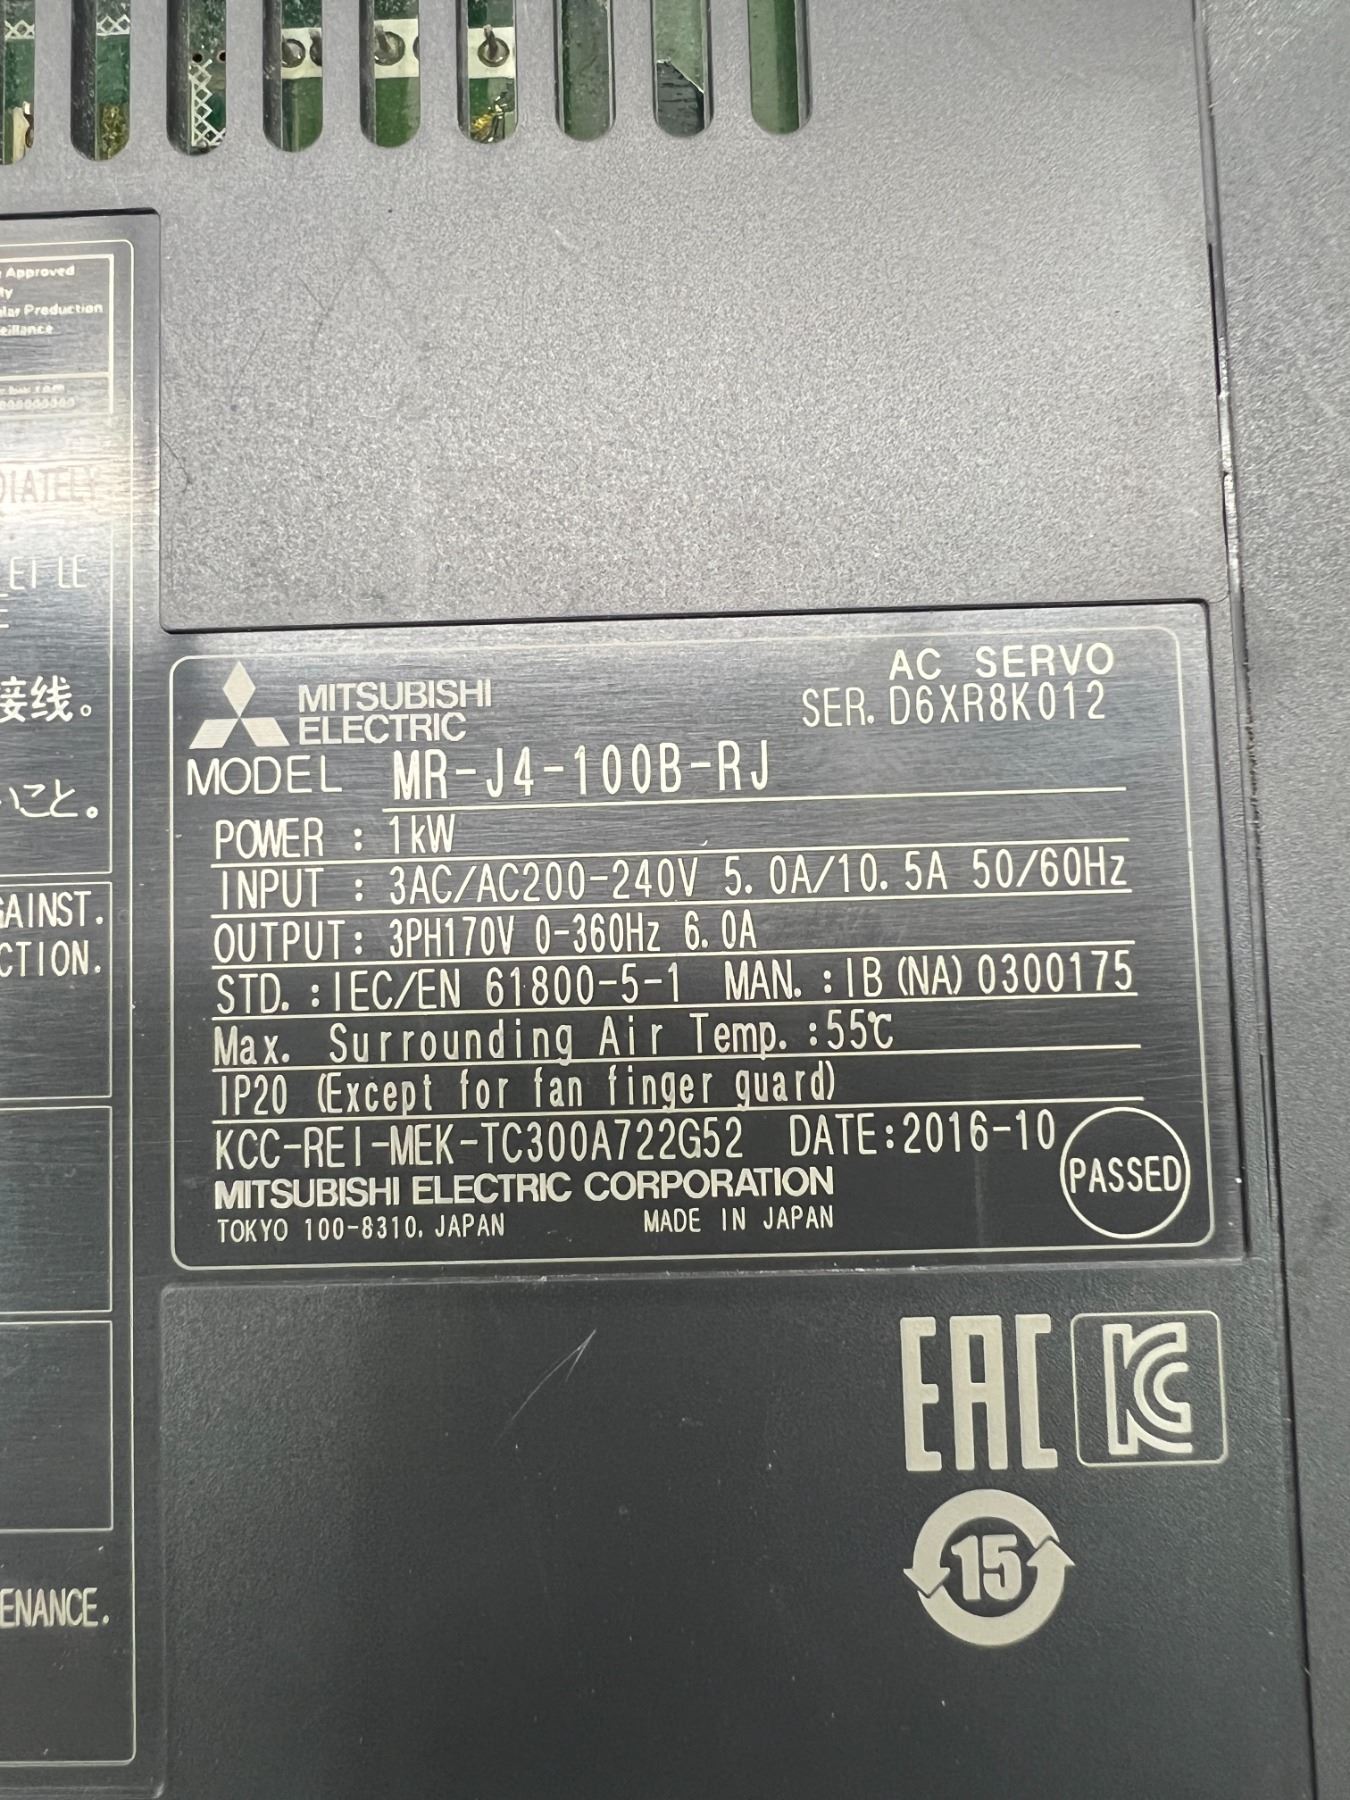 Approved
Production
DIATELY
ET LE
接线。
いこと。
GAINST.
CTION.
ENANCE.
MITSUBISHI
ELECTRIC
AC SERVO
SER. D6XR8K012
MODEL MR-J4-100B-RJ
POWER : 1kW
INPUT : 3AC/AC200-240V 5.0A/10.5A 50/60Hz
OUTPUT: 3PH170V 0-360Hz 6.0A
STD. :IEC/EN 61800-5-1 MAN. :IB(NA)0300175
Max. Surrounding Air Temp. :55℃
IP20 (Except for fan finger guard)
KCC-REI-MEK-TC300A722G52 DATE:2016-10
PASSED
MITSUBISHI ELECTRIC CORPORATION
TOKYO 100-8310, JAPAN MADE IN JAPAN
EAC
15